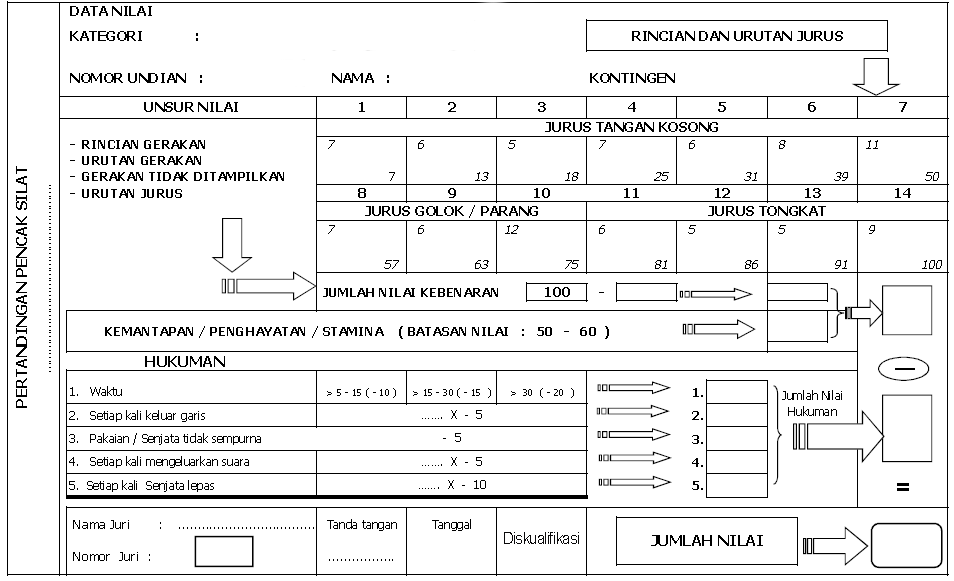 PERTANDINGAN PENCAK SILAT
DATA NILAI
KATEGORI :
RINCIAN DAN URUTAN JURUS
NOMOR UNDIAN : NAMA : KONTINGEN
UNSUR NILAI 1 2 3 4 5 6 7
JURUS TANGAN KOSONG
- RINCIAN GERAKAN
- URUTAN GERAKAN
- GERAKAN TIDAK DITAMPILKAN
- URUTAN JURUS
7 6 5 7 6 8 11
7 13 18 25 31 39 50
8 9 10 11 12 13 14
JURUS GOLOK / PARANG JURUS TONGKAT
7 6 12 6 5 5 9
57 63 75 81 86 91 100
JUMLAH NILAI KEBENARAN 100 -
KEMANTAPAN / PENGHAYATAN / STAMINA ( BATASAN NILAI : 50 - 60 )
HUKUMAN
1. Waktu > 5 - 15 ( - 10 ) > 15 - 30 ( - 15 ) > 30 ( - 20 ) 1.
2. Setiap kali keluar garis ....... X - 5 2.
3. Pakaian / Senjata tidak sempurna - 5 3.
4. Setiap kali mengeluarkan suara ....... X - 5 4.
5. Setiap kali Senjata lepas ....... X - 10 5.
Jumlah Nilai
Hukuman
=
Nama Juri : .................................. Tanda tangan Tanggal
Nomor Juri : .................
Diskualifikasi
JUMLAH NILAI